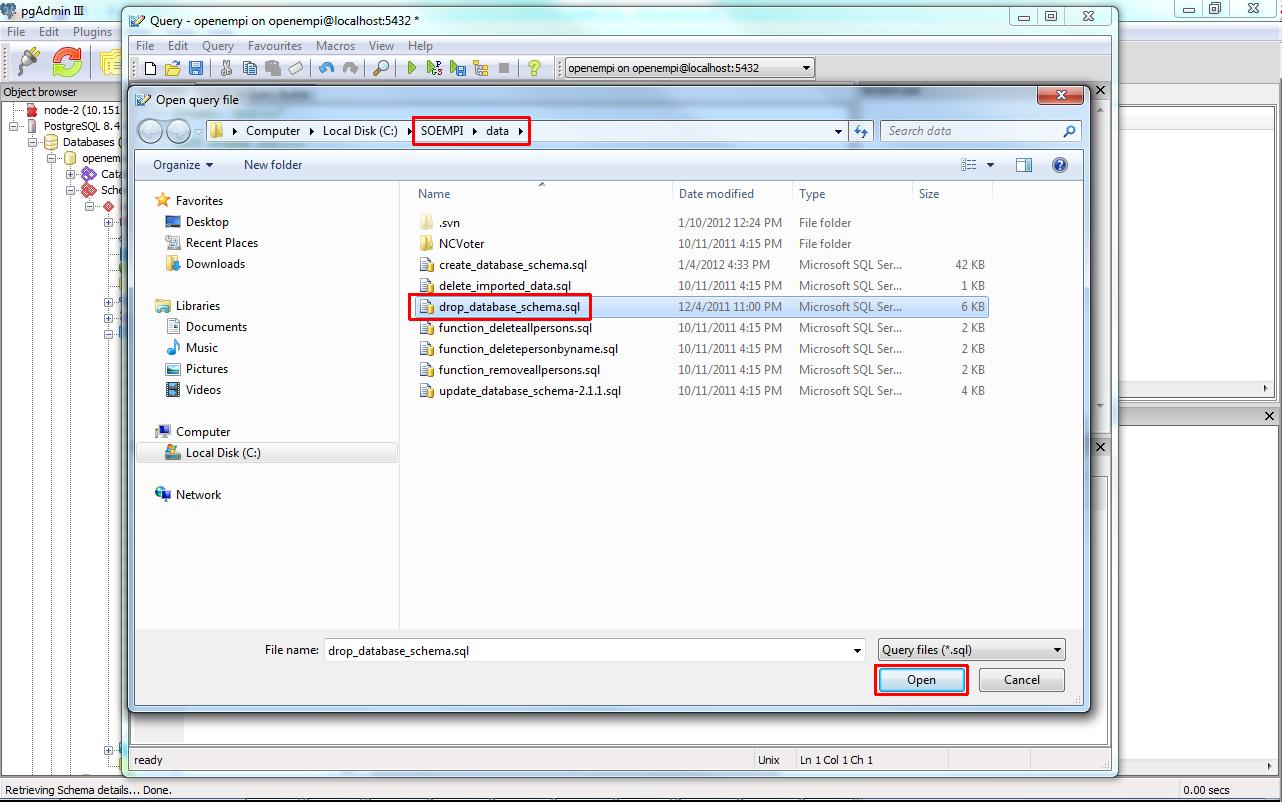 pgAdmin III
File Edit Plugins
Object browser
node-2 (10.151
PostgreSQL 8.4
Databases (
openem
Cata
Sche
Query - openempi on openempi@localhost:5432 *
File Edit Query Favourites Macros View Help
openempi on openempi@localhost:5432
Open query file
Computer Local Disk (C:) SOEMPI data
Search data
Organize New folder
Favorites
Desktop
Recent Places
Downloads
Libraries
Documents
Music
Pictures
Videos
Computer
Local Disk (C:)
Network
Name Date modified Type Size
.svn 1/10/2012 12:24 PM File folder
NCVoter 10/11/2011 4:15 PM File folder
create_database_schema.sql 1/4/2012 4:33 PM Microsoft SQL Ser... 42 KB
delete_imported_data.sql 10/11/2011 4:15 PM Microsoft SQL Ser... 1 KB
drop_database_schema.sql 12/4/2011 11:00 PM Microsoft SQL Ser... 6 KB
function_deleteallpersons.sql 10/11/2011 4:15 PM Microsoft SQL Ser... 2 KB
function_deletepersonbyname.sql 10/11/2011 4:15 PM Microsoft SQL Ser... 2 KB
function_removeallpersons.sql 10/11/2011 4:15 PM Microsoft SQL Ser... 2 KB
update_database_schema-2.1.1.sql 10/11/2011 4:15 PM Microsoft SQL Ser... 4 KB
File name: drop_database_schema.sql Query files (*.sql)
Open Cancel
ready Unix Ln 1 Col 1 Ch 1
Retrieving Schema details... Done. 0.00 secs